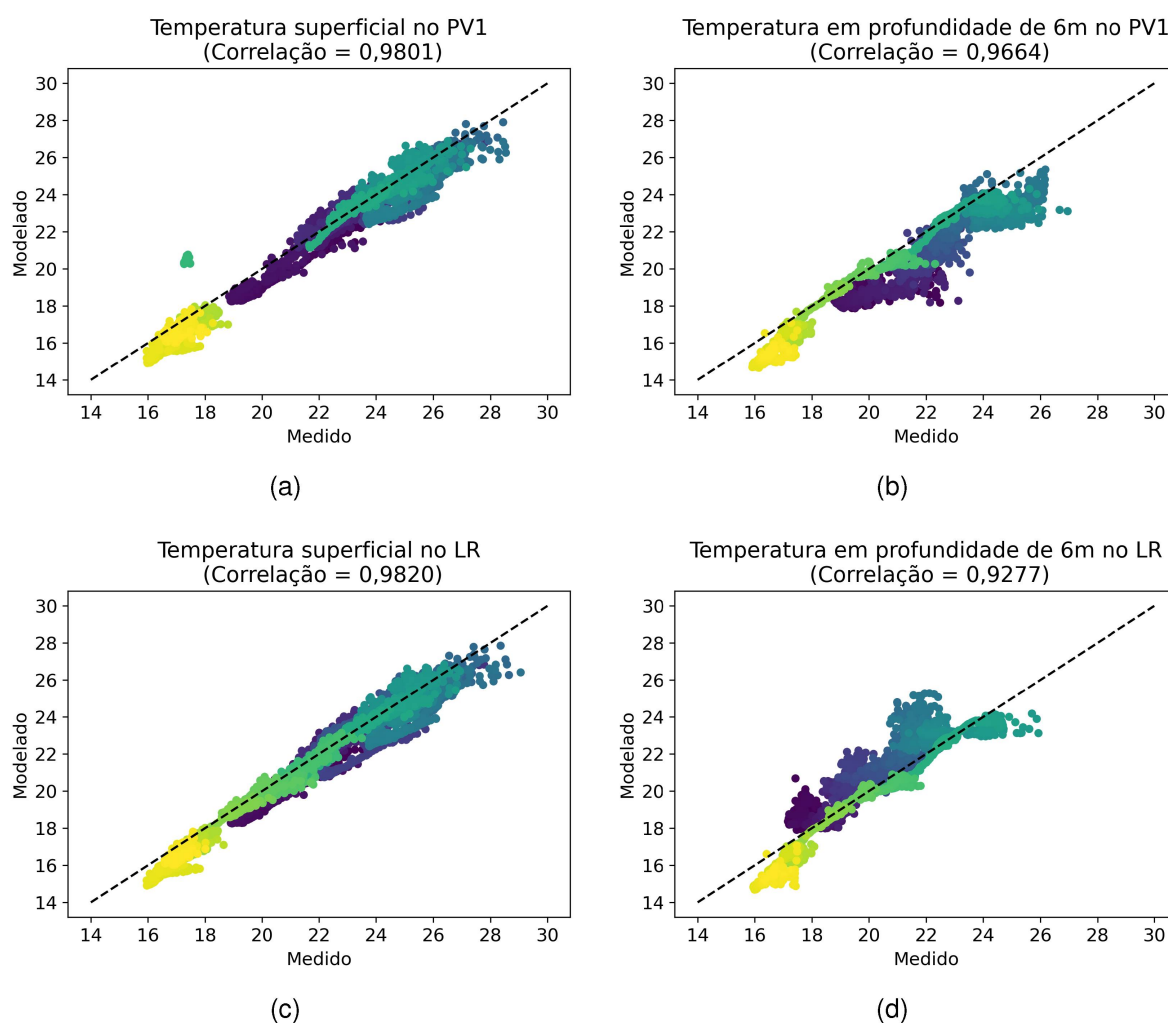 Temperatura superficial no PV1
(Correlação = 0,9801)
30
28
26
24
22
20
18
16
14
Modelado
14 16 18 20 22 24 26 28 30
Medido
(a)
Temperatura em profundidade de 6m no PV1
(Correlação = 0,9664)
30
28
26
24
22
20
18
16
14
Modelado
14 16 18 20 22 24 26 28 30
Medido
(b)
Temperatura superficial no LR
(Correlação = 0,9820)
30
28
26
24
22
20
18
16
14
Modelado
14 16 18 20 22 24 26 28 30
Medido
(c)
Temperatura em profundidade de 6m no LR
(Correlação = 0,9277)
30
28
26
24
22
20
18
16
14
Modelado
14 16 18 20 22 24 26 28 30
Medido
(d)